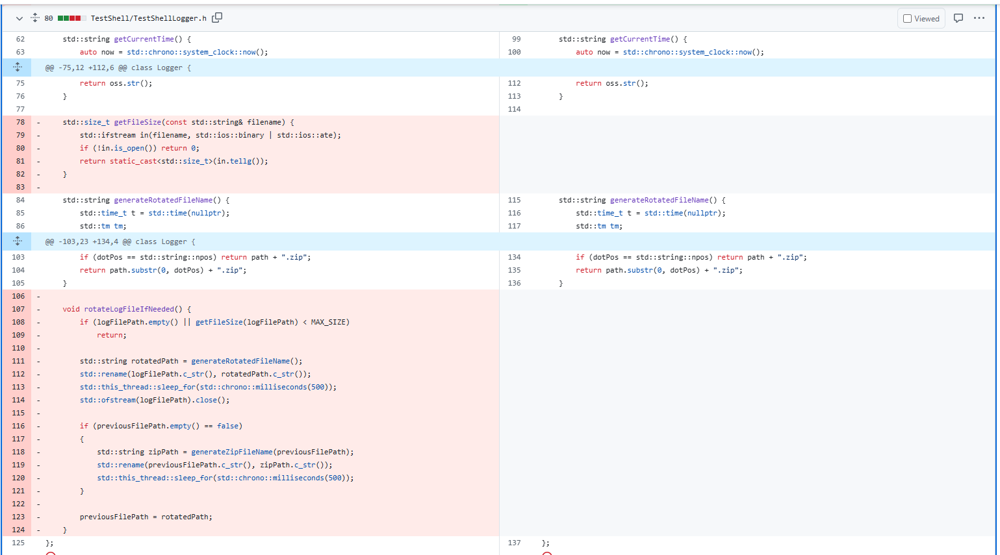 80 TestShell/TestShellLogger.h Viewed
62 std::string getCurrentTime() { 99 std::string getCurrentTime() {
63 auto now = std::chrono::system_clock::now(); 100 auto now = std::chrono::system_clock::now();
@@ -75,12 +112,6 @@ class Logger {
75 return oss.str(); 112 return oss.str();
76 } 113 }
77 114
78 - std::size_t getFileSize(const std::string& filename) {
79 - std::ifstream in(filename, std::ios::binary | std::ios::ate);
80 - if (!in.is_open()) return 0;
81 - return static_cast<std::size_t>(in.tellg());
82 - }
83 -
84 std::string generateRotatedFileName() { 115 std::string generateRotatedFileName() {
85 std::time_t t = std::time(nullptr); 116 std::time_t t = std::time(nullptr);
86 std::tm tm; 117 std::tm tm;
@@ -103,23 +134,4 @@ class Logger {
103 if (dotPos == std::string::npos) return path + ".zip"; 134 if (dotPos == std::string::npos) return path + ".zip";
104 return path.substr(0, dotPos) + ".zip"; 135 return path.substr(0, dotPos) + ".zip";
105 } 136 }
106 -
107 - void rotateLogFileIfNeeded() {
108 - if (logFilePath.empty() || getFileSize(logFilePath) < MAX_SIZE)
109 - return;
110 -
111 - std::string rotatedPath = generateRotatedFileName();
112 - std::rename(logFilePath.c_str(), rotatedPath.c_str());
113 - std::this_thread::sleep_for(std::chrono::milliseconds(500));
114 - std::ofstream(logFilePath).close();
115 -
116 - if (previousFilePath.empty() == false)
117 - {
118 - std::string zipPath = generateZipFileName(previousFilePath);
119 - std::rename(previousFilePath.c_str(), zipPath.c_str());
120 - std::this_thread::sleep_for(std::chrono::milliseconds(500));
121 - }
122 -
123 - previousFilePath = rotatedPath;
124 - }
125 }; 137 };